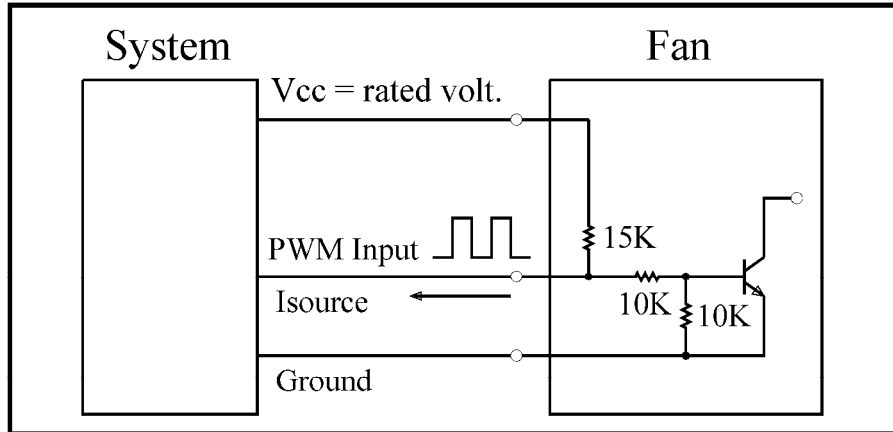 System
Fan
Vcc = rated volt.
15K
PWM Input
10K
10K
Isource
Ground